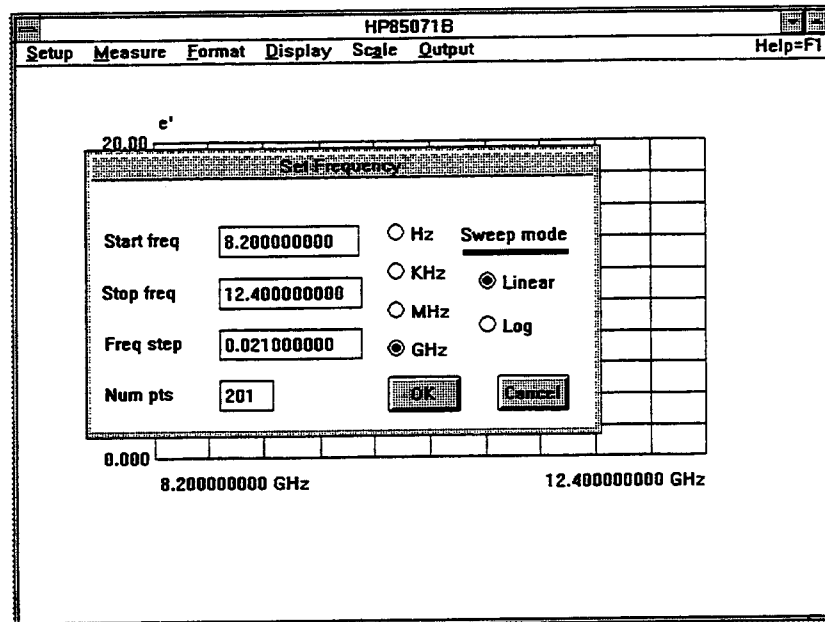 HP85071B
Setup Measure Format Display Scale Output Help=F1
e'
20.00
Set Frequency
Start freq 8.200000000
Stop freq 12.400000000
Freq step 0.021000000
Num pts 201
Hz
KHz
MHz
GHz
Sweep mode
Linear
Log
OK Cancel
0.000
8.200000000 GHz 12.400000000 GHz